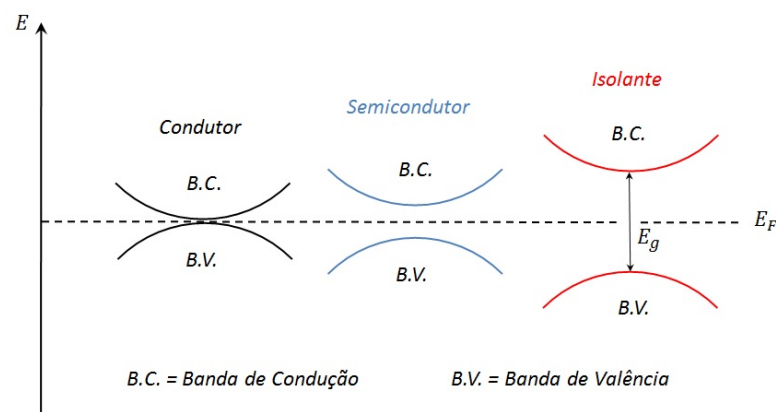 E
Isolante
Semicondutor
Condutor
B.C.
B.C.
B.C.
E_F
E_g
B.V.
B.V.
B.V.
B.C. = Banda de Condução
B.V. = Banda de Valência